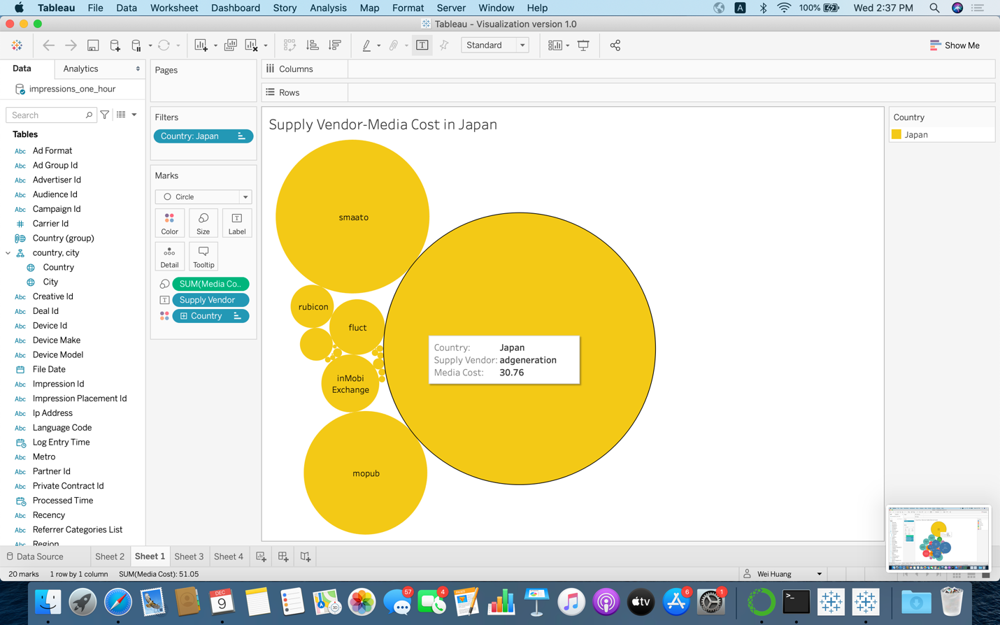 Tableau File Data Worksheet Dashboard Story Analysis Map Format Server Window Help A 100% Wed 2:37 PM
Tableau - Visualization version 1.0
Standard Show Me
Data Analytics
impressions_one_hour
Search
Tables
Abc Ad Format
Abc Ad Group Id
Abc Advertiser Id
Abc Audience Id
Abc Campaign Id
# Carrier Id
Country (group)
country, city
Country
City
Abc Creative Id
Abc Deal Id
Abc Device Id
Abc Device Make
Abc Device Model
File Date
Abc Impression Id
Abc Impression Placement Id
Abc Ip Address
Abc Language Code
Log Entry Time
Abc Metro
Abc Partner Id
Abc Private Contract Id
Processed Time
Abc Recency
Abc Referrer Categories List
Abc Region
Pages
Filters
Country: Japan
Marks
Circle
Color Size Label
Detail Tooltip
SUM(Media Co..
Supply Vendor
Country
Columns
Rows
Supply Vendor-Media Cost in Japan
smaato
rubicon
fluct
inMobi
Exchange
mopub
Country: Japan
Supply Vendor: adgeneration
Media Cost: 30.76
Country
Japan
Data Source Sheet 2 Sheet 1 Sheet 3 Sheet 4
20 marks 1 row by 1 column SUM(Media Cost): 51.05 Wei Huang
DEC
9
3D
57
4
tv
6
1
>_